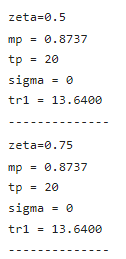 zeta=0.5
mp = 0.8737
tp = 20
sigma = 0
tr1 = 13.6400
--------------
zeta=0.75
mp = 0.8737
tp = 20
sigma = 0
tr1 = 13.6400
--------------